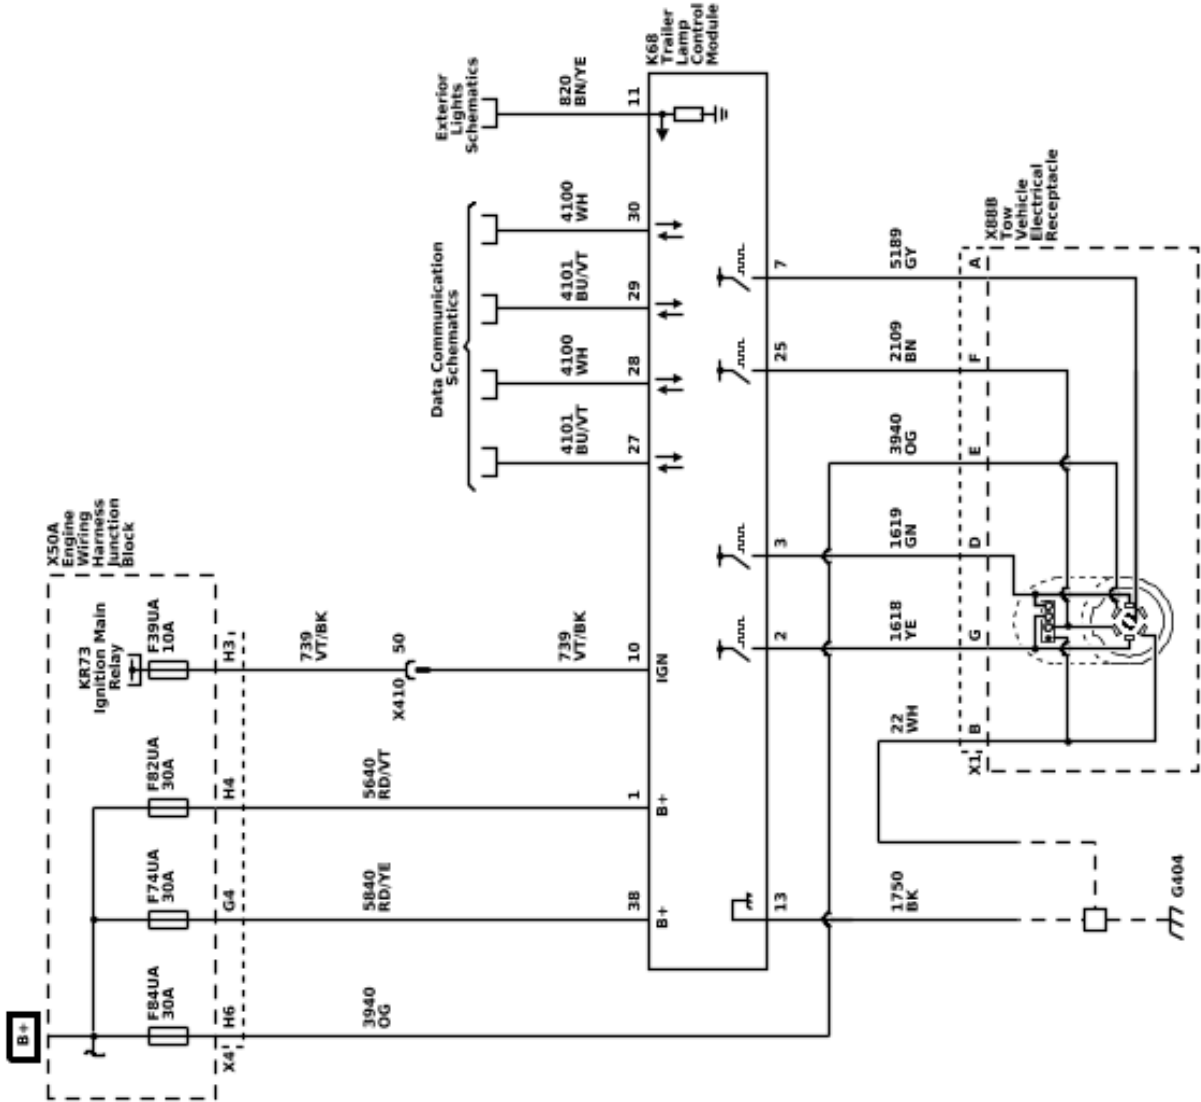 B+
X50A
Engine
Wiring
Harness
Junction
Block
KR73
Ignition Main
Relay
F84UA
30A
F74UA
30A
F82UA
30A
F39UA
10A
X4
H6
G4
H4
H3
3940
OG
5840
RD/YE
5640
RD/VT
739
VT/BK
X410
50
739
VT/BK
Data Communication
Schematics
Exterior
Lights
Schematics
4101
BU/VT
4100
WH
4101
BU/VT
4100
WH
820
BN/YE
38
1
10
27
28
29
30
11
B+
B+
IGN
K68
Trailer
Lamp
Control
Module
13
2
3
25
7
1750
BK
22
WH
1618
YE
1619
GN
3940
OG
2109
BN
5189
GY
X1
B
G
D
E
F
A
X88B
Tow
Vehicle
Electrical
Receptacle
G404